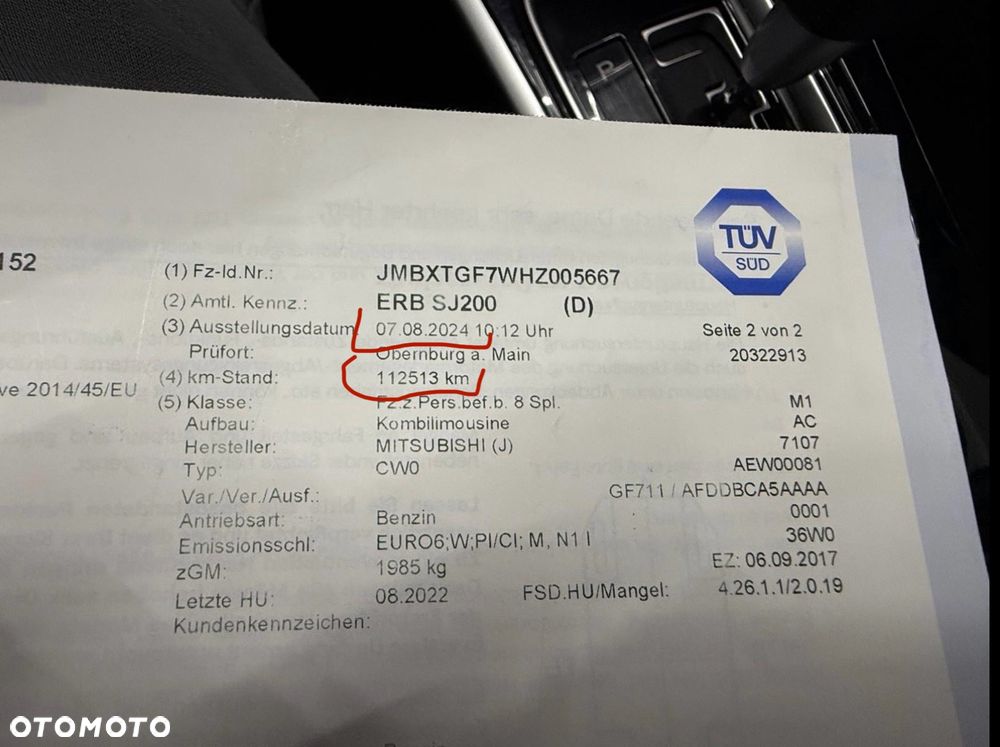 P
TÜV
SÜD
152
(1) Fz-Id.Nr.: JMBXTGF7WHZ005667
(2) Amtl. Kennz.: ERB SJ200 (D)
(3) Ausstellungsdatum 07.08.2024 10:12 Uhr Seite 2 von 2
Prüfort: Obernburg a. Main 20322913
(4) km-Stand: 112513 km
ve 2014/45/EU
(5) Klasse: Fz.z.Pers.bef.b. 8 Spl. M1
Aufbau: Kombilimousine AC
Hersteller: MITSUBISHI (J) 7107
Typ: CW0 AEW00081
Var./Ver./Ausf.: GF711 / AFDDBCA5AAAA
Antriebsart: Benzin 0001
Emissionsschl: EURO6;W;PI/CI; M, N1 I 36W0
zGM: 1985 kg EZ: 06.09.2017
Letzte HU: 08.2022 FSD.HU/Mangel: 4.26.1.1/2.0.19
Kundenkennzeichen:
OTOMOTO